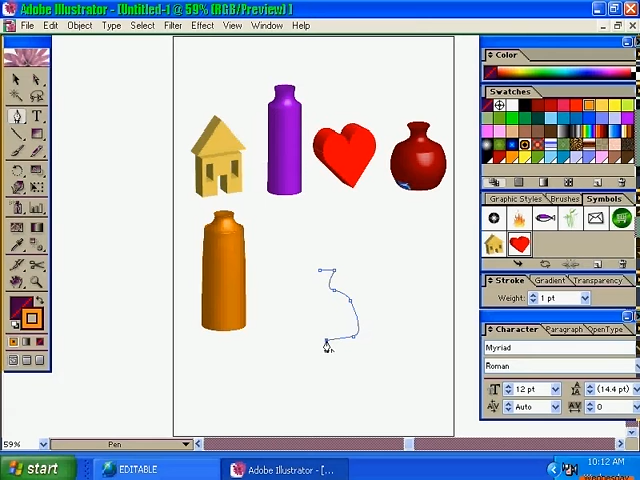 Adobe Illustrator - [Untitled-1 @ 59% [RGB/Preview] ]
File Edit Object Type Select Filter Effect View Window Help
Color
Swatches
Graphic Styles Brushes Symbols
Stroke Gradient Transparency
Weight: 1 pt
Character Paragraph OpenType
Myriad
Roman
12 pt (14.4 pt)
Auto 0
59% Pen
start EDITABLE Adobe Illustrator - [... 10:12 AM
Wednesday